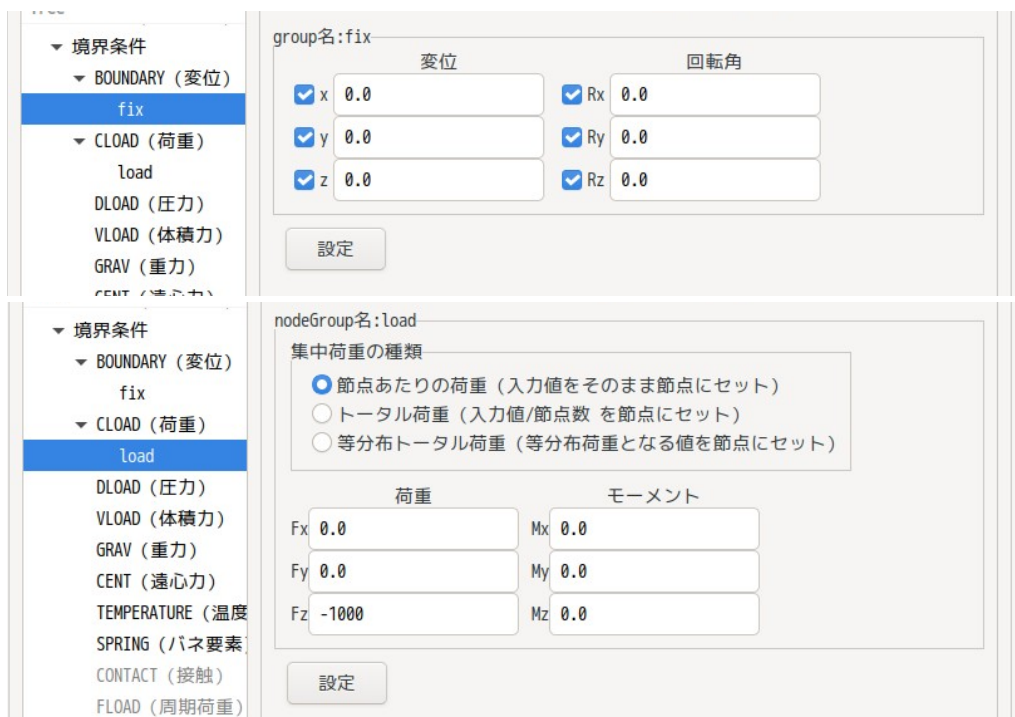 境界条件
BOUNDARY (変位)
fix
CLOAD (荷重)
load
DLOAD (圧力)
VLOAD (体積力)
GRAV (重力)
group名:fix
変位 回転角
x 0.0 Rx 0.0
y 0.0 Ry 0.0
z 0.0 Rz 0.0
設定
境界条件
BOUNDARY (変位)
fix
CLOAD (荷重)
load
DLOAD (圧力)
VLOAD (体積力)
GRAV (重力)
CENT (遠心力)
TEMPERATURE (温度
SPRING (バネ要素)
CONTACT (接触)
FLOAD (周期荷重)
nodeGroup名:load
集中荷重の種類
節点あたりの荷重 (入力値をそのまま節点にセット)
トータル荷重 (入力値/節点数 を節点にセット)
等分布トータル荷重 (等分布荷重となる値を節点にセット)
荷重 モーメント
Fx 0.0 Mx 0.0
Fy 0.0 My 0.0
Fz -1000 Mz 0.0
設定